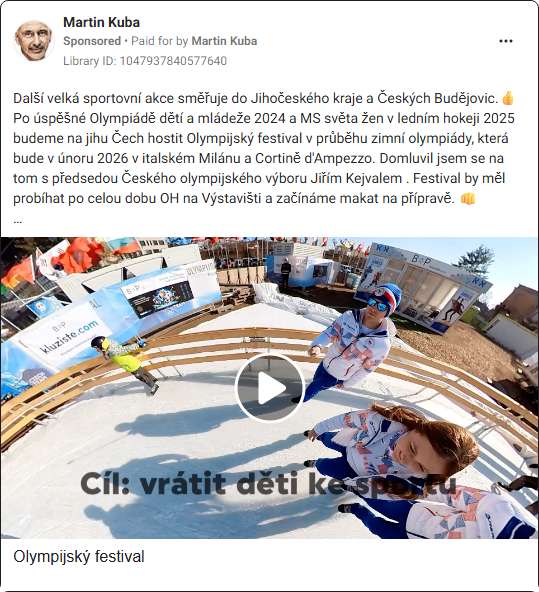 Martin Kuba
Sponsored • Paid for by Martin Kuba
Library ID: 1047937840577640
Další velká sportovní akce směřuje do Jihočeského kraje a Českých Budějovic. 👍
Po úspěšné Olympiádě dětí a mládeže 2024 a MS světa žen v ledním hokeji 2025
budeme na jihu Čech hostit Olympijský festival v průběhu zimní olympiády, která
bude v únoru 2026 v italském Milánu a Cortině d'Ampezzo. Domluvil jsem se na
tom s předsedou Českého olympijského výboru Jiřím Kejvalem . Festival by měl
probíhat po celou dobu OH na Výstavišti a začínáme makat na přípravě. 👊
...
kluziste.com
Cíl: vrátit děti ke sportu
Olympijský festival